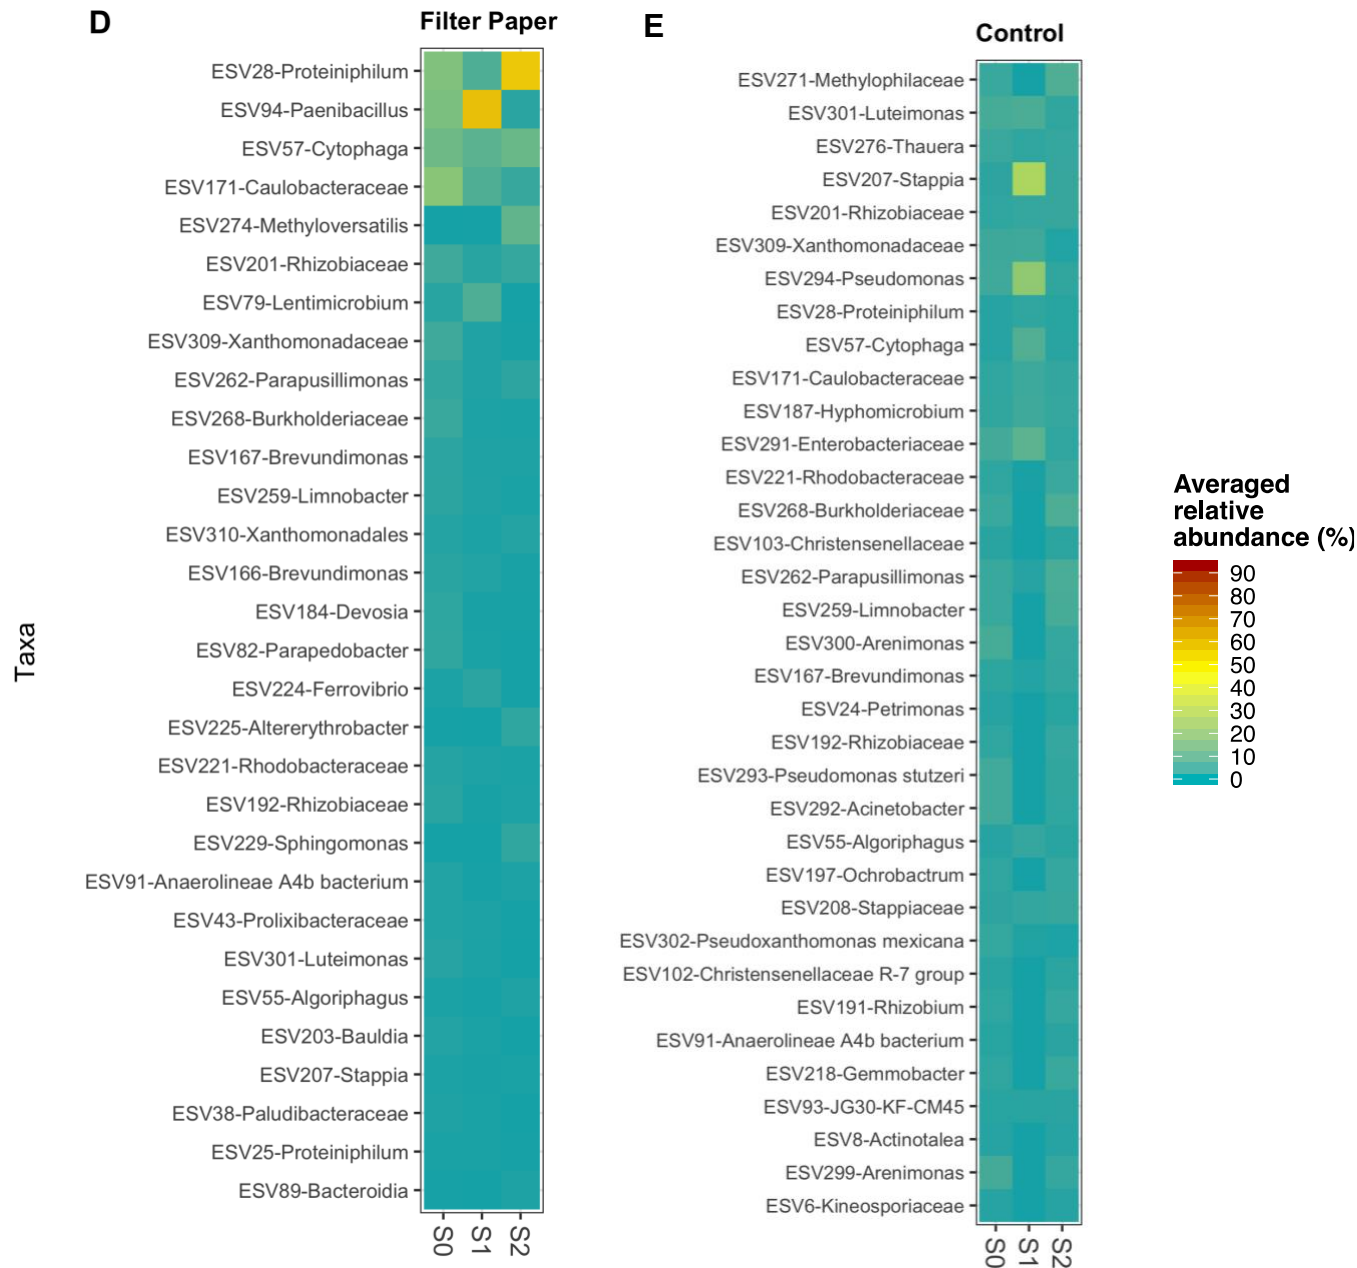 D
Filter Paper
ESV28-Proteiniphilum
ESV94-Paenibacillus
ESV57-Cytophaga
ESV171-Caulobacteraceae
ESV274-Methyloversatilis
ESV201-Rhizobiaceae
ESV79-Lentimicrobium
ESV309-Xanthomonadaceae
ESV262-Parapusillimonas
ESV268-Burkholderiaceae
ESV167-Brevundimonas
ESV259-Limnobacter
ESV310-Xanthomonadales
ESV166-Brevundimonas
ESV184-Devosia
ESV82-Parapedobacter
ESV224-Ferrovibrio
ESV225-Altererythrobacter
ESV221-Rhodobacteraceae
ESV192-Rhizobiaceae
ESV229-Sphingomonas
ESV91-Anaerolineae A4b bacterium
ESV43-Prolixibacteraceae
ESV301-Luteimonas
ESV55-Algoriphagus
ESV203-Bauldia
ESV207-Stappia
ESV38-Paludibacteraceae
ESV25-Proteiniphilum
ESV89-Bacteroidia
S0
S1
S2
Taxa
E
Control
ESV271-Methylophilaceae
ESV301-Luteimonas
ESV276-Thauera
ESV207-Stappia
ESV201-Rhizobiaceae
ESV309-Xanthomonadaceae
ESV294-Pseudomonas
ESV28-Proteiniphilum
ESV57-Cytophaga
ESV171-Caulobacteraceae
ESV187-Hyphomicrobium
ESV291-Enterobacteriaceae
ESV221-Rhodobacteraceae
ESV268-Burkholderiaceae
ESV103-Christensenellaceae
ESV262-Parapusillimonas
ESV259-Limnobacter
ESV300-Arenimonas
ESV167-Brevundimonas
ESV24-Petrimonas
ESV192-Rhizobiaceae
ESV293-Pseudomonas stutzeri
ESV292-Acinetobacter
ESV55-Algoriphagus
ESV197-Ochrobactrum
ESV208-Stappiaceae
ESV302-Pseudoxanthomonas mexicana
ESV102-Christensenellaceae R-7 group
ESV191-Rhizobium
ESV91-Anaerolineae A4b bacterium
ESV218-Gemmobacter
ESV93-JG30-KF-CM45
ESV8-Actinotalea
ESV299-Arenimonas
ESV6-Kineosporiaceae
S0
S1
S2
Averaged
relative
abundance (%)
90
80
70
60
50
40
30
20
10
0